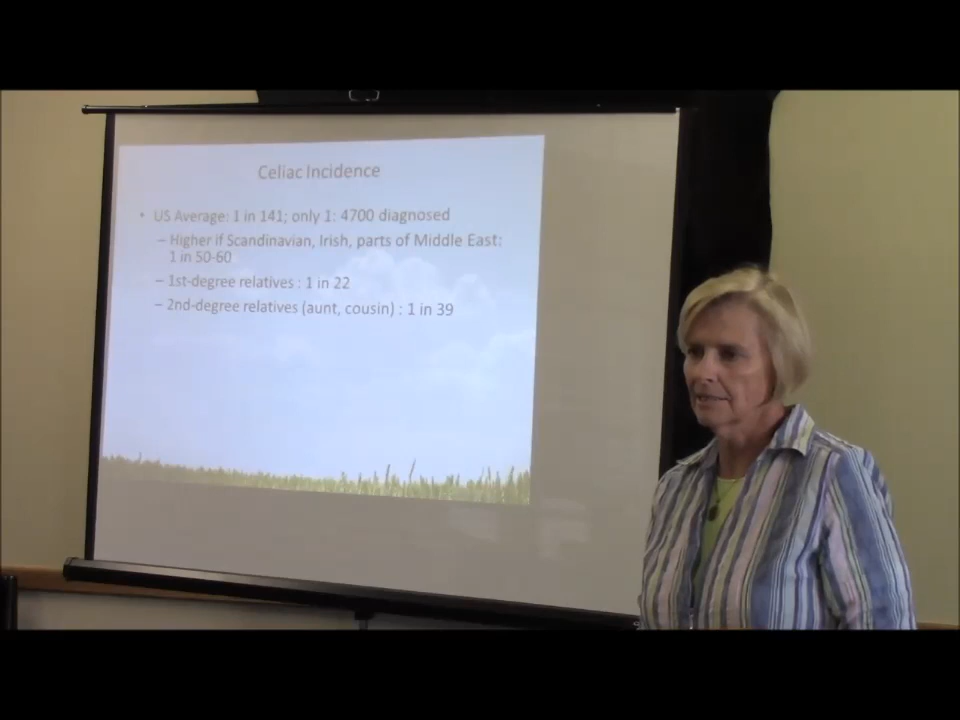 Celiac Incidence
• US Average: 1 in 141; only 1: 4700 diagnosed
– Higher if Scandinavian, Irish, parts of Middle East:
1 in 50-60
– 1st-degree relatives : 1 in 22
– 2nd-degree relatives (aunt, cousin) : 1 in 39